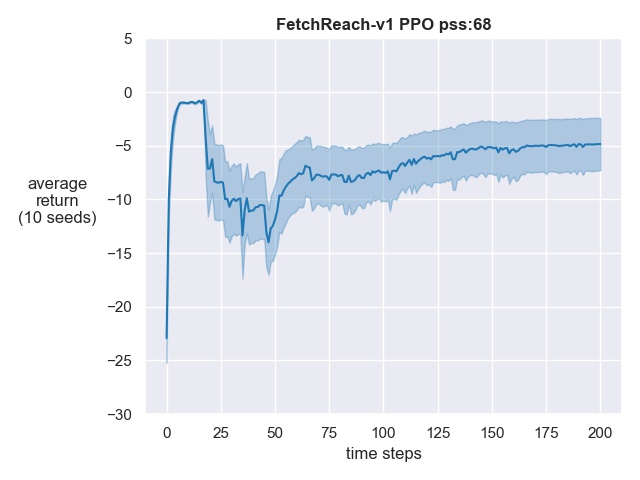 FetchReach-v1 PPO pss:68
5
0
−5
−10
−15
−20
−25
−30
average
return
(10 seeds)
0 25 50 75 100 125 150 175 200
time steps